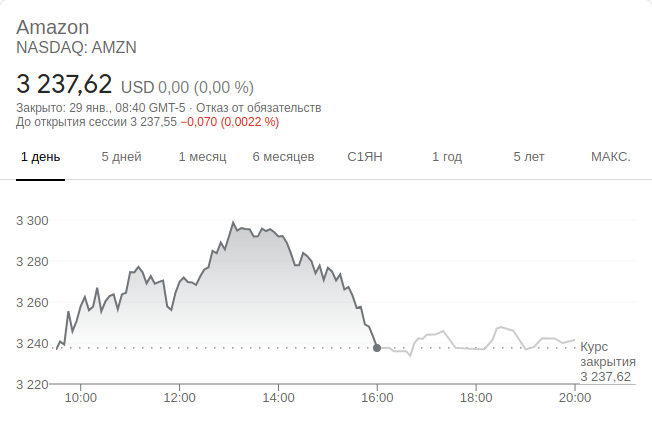 Amazon
NASDAQ: AMZN
3 237,62 USD 0,00 (0,00 %)
Закрыто: 29 янв., 08:40 GMT-5 · Отказ от обязательств
До открытия сессии 3 237,55 −0,070 (0,0022 %)
1 день 5 дней 1 месяц 6 месяцев С1ЯН 1 год 5 лет МАКС.
3 300
3 280
3 260
3 240
3 220
Курс
закрытия
3 237,62
10:00 12:00 14:00 16:00 18:00 20:00